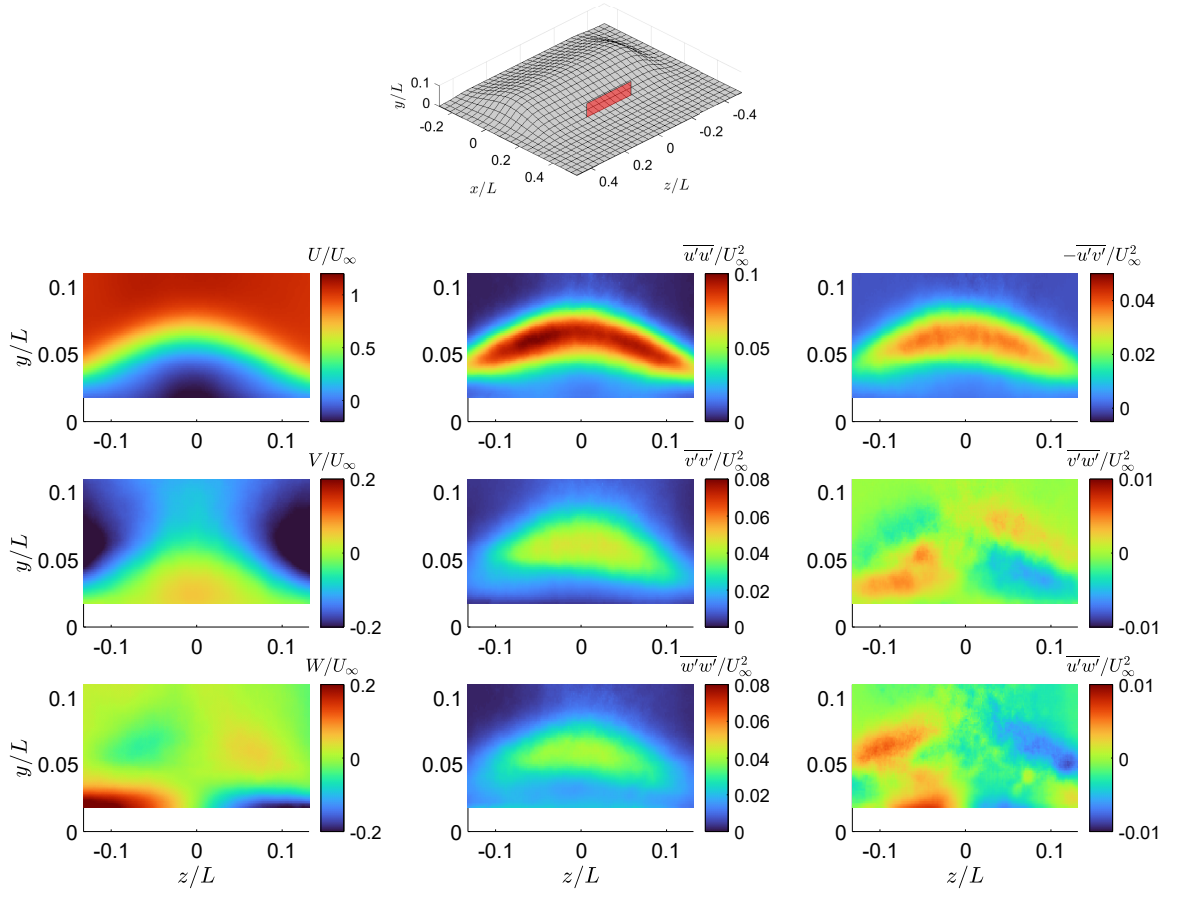 0.1
0
y/L
-0.2
0
0.2
0.4
x/L
-0.4
-0.2
0
0.2
0.4
z/L
U/U∞
0.1
0.05
0
y/L
-0.1 0 0.1
1
0.5
0
u′u′/U∞²
0.1
0.05
0
-0.1 0 0.1
0.1
0
−u′v′/U∞²
0.1
0.05
0
-0.1 0 0.1
0.04
0.02
0
V/U∞
0.1
0.05
0
y/L
-0.1 0 0.1
0.2
0
-0.2
v′v′/U∞²
0.1
0.05
0
-0.1 0 0.1
0.08
0.06
0.04
0.02
0
v′w′/U∞²
0.1
0.05
0
-0.1 0 0.1
0.01
0
-0.01
W/U∞
0.1
0.05
0
y/L
-0.1 0 0.1
z/L
0.2
0
-0.2
w′w′/U∞²
0.1
0.05
0
-0.1 0 0.1
z/L
0.08
0.06
0.04
0.02
0
u′w′/U∞²
0.1
0.05
0
-0.1 0 0.1
z/L
0.01
0
-0.01